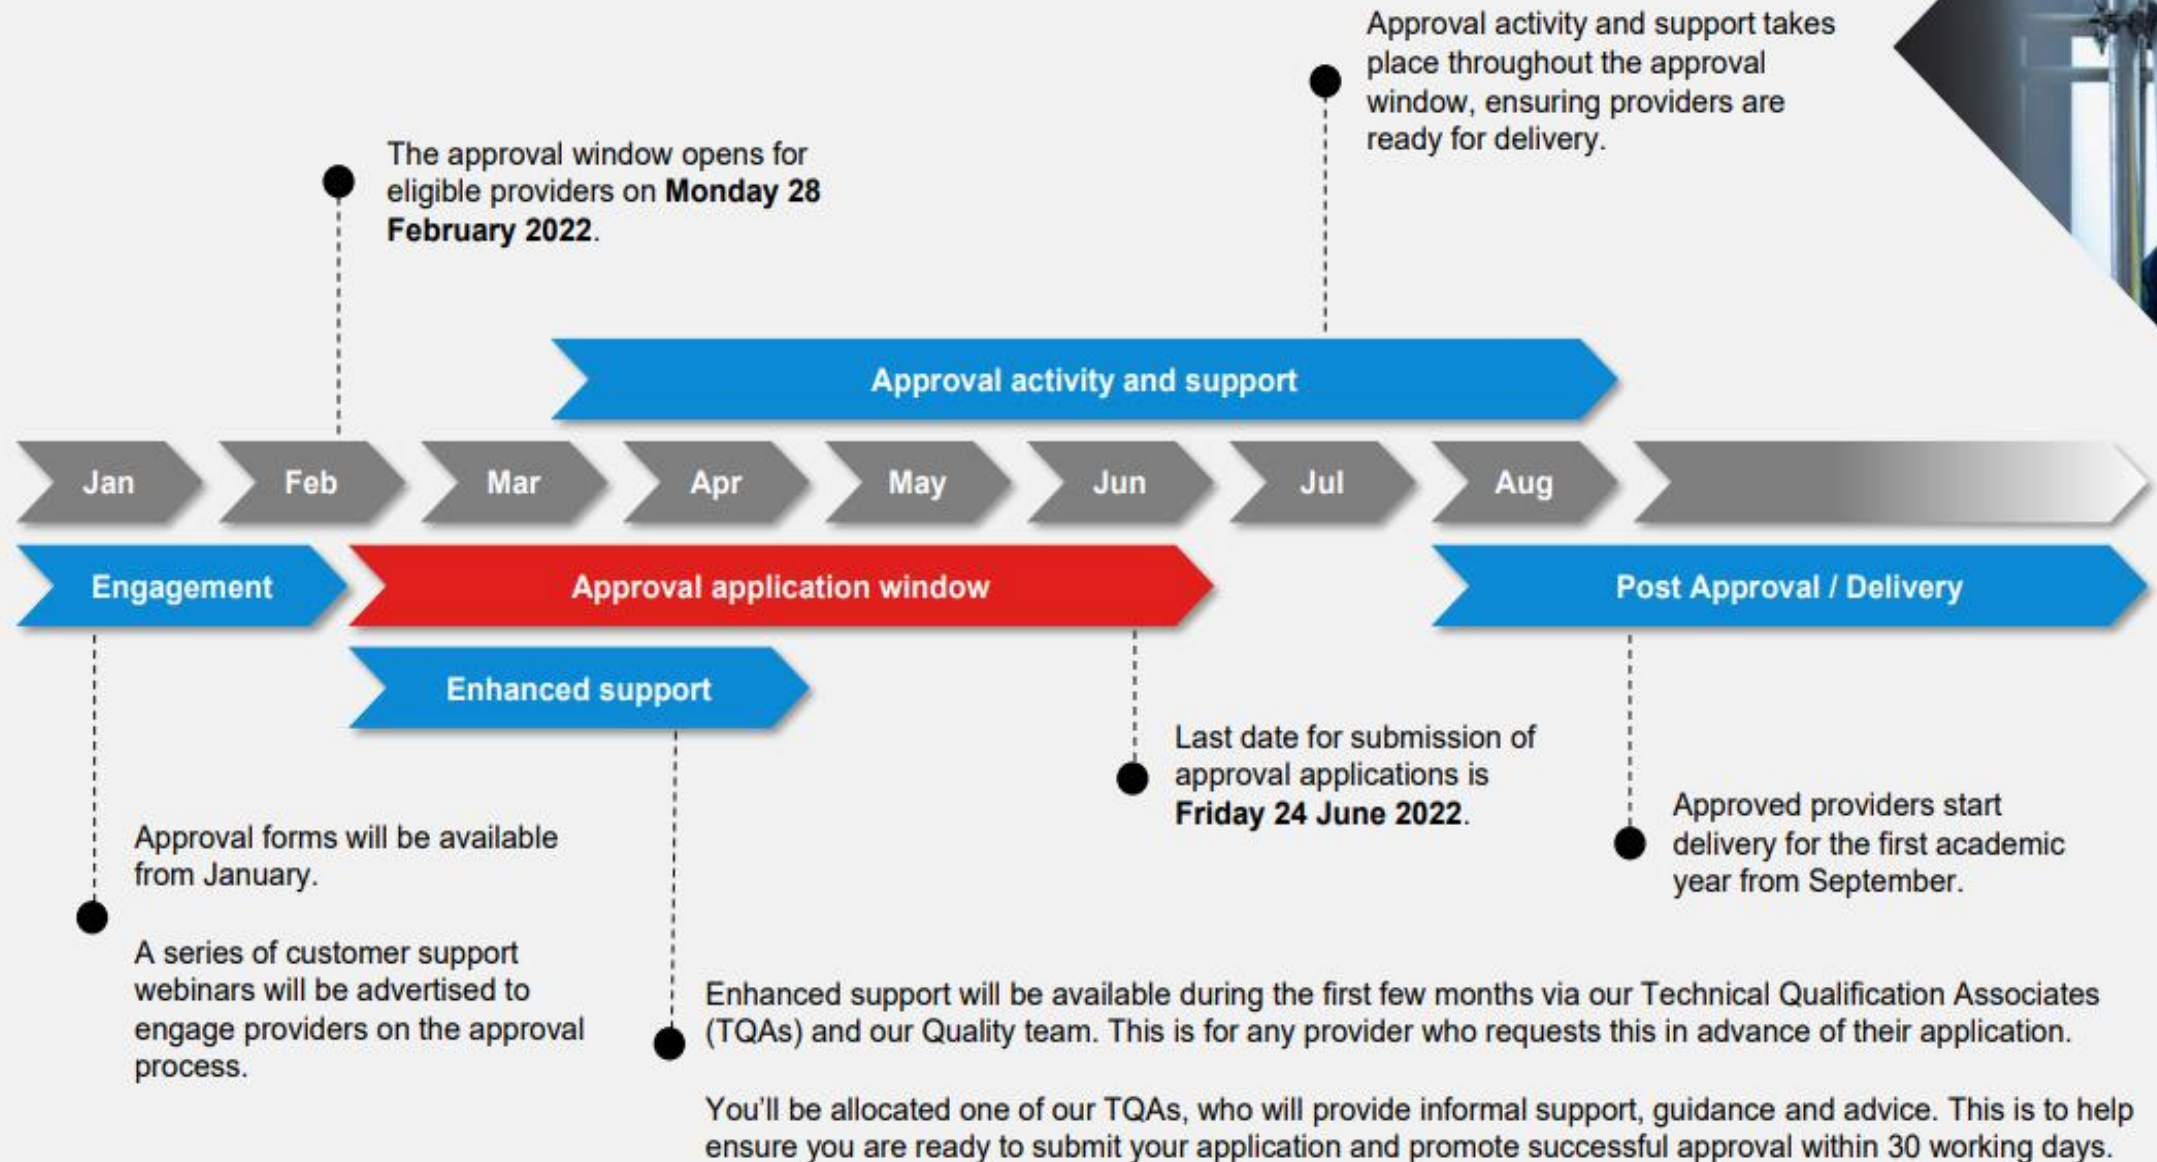 Approval activity and support takes
place throughout the approval
window, ensuring providers are
ready for delivery.
The approval window opens for
eligible providers on Monday 28
February 2022.
Approval activity and support
Jan Feb Mar Apr May Jun Jul Aug
Engagement Approval application window Post Approval / Delivery
Enhanced support
Last date for submission of
approval applications is
Friday 24 June 2022.
Approved providers start
delivery for the first academic
year from September.
Approval forms will be available
from January.
A series of customer support
webinars will be advertised to
engage providers on the approval
process.
Enhanced support will be available during the first few months via our Technical Qualification Associates
(TQAs) and our Quality team. This is for any provider who requests this in advance of their application.
You'll be allocated one of our TQAs, who will provide informal support, guidance and advice. This is to help
ensure you are ready to submit your application and promote successful approval within 30 working days.